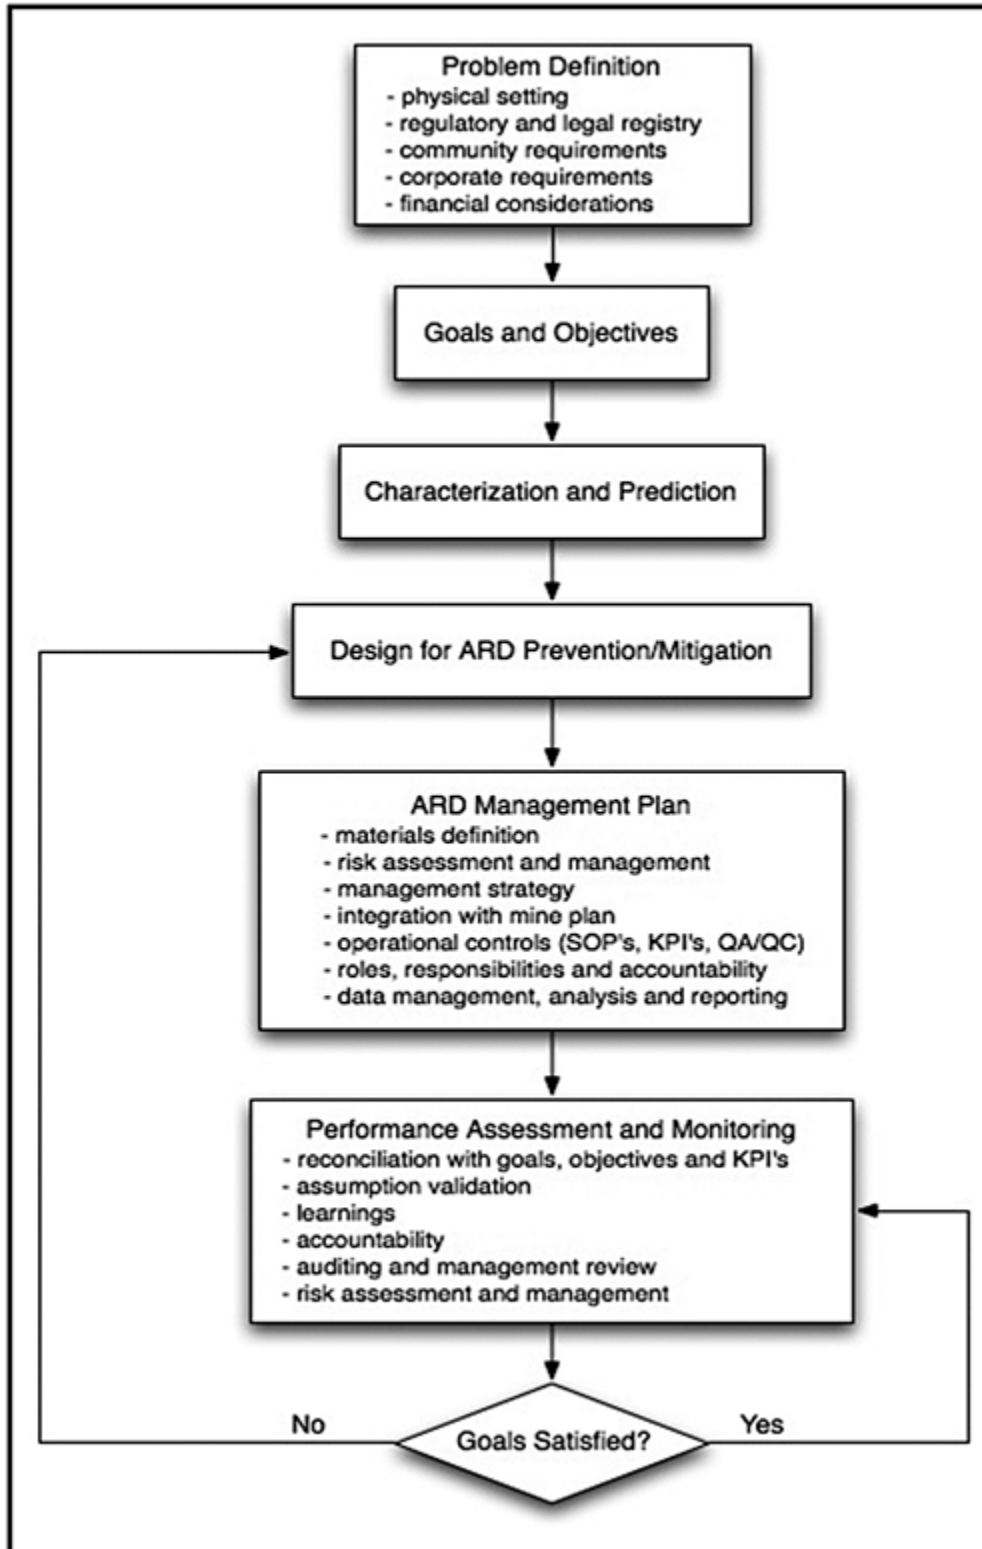 Problem Definition
- physical setting
- regulatory and legal registry
- community requirements
- corporate requirements
- financial considerations
Goals and Objectives
Characterization and Prediction
Design for ARD Prevention/Mitigation
ARD Management Plan
- materials definition
- risk assessment and management
- management strategy
- integration with mine plan
- operational controls (SOP's, KPI's, QA/QC)
- roles, responsibilities and accountability
- data management, analysis and reporting
Performance Assessment and Monitoring
- reconciliation with goals, objectives and KPI's
- assumption validation
- learnings
- accountability
- auditing and management review
- risk assessment and management
No
Goals Satisfied?
Yes